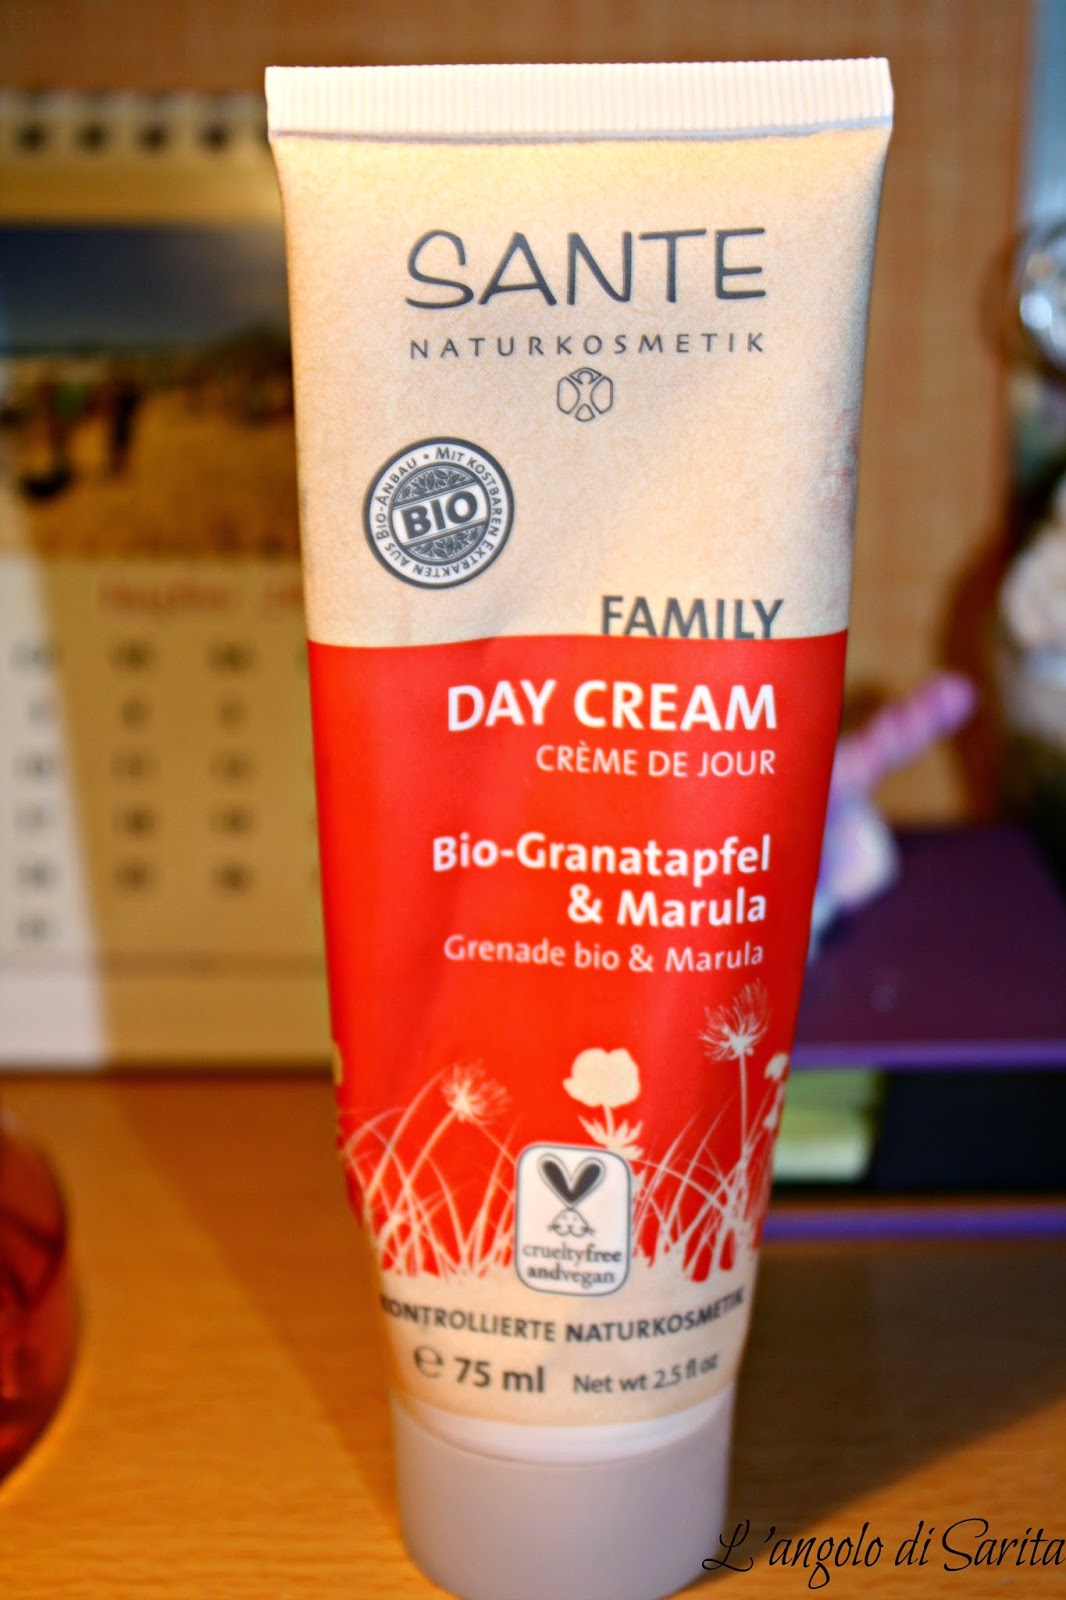 SANTE
NATURKOSMETIK
MIT KOSTBAREN EXTRAKTEN AUS BIO-ANBAU •
BIO
FAMILY
DAY CREAM
CRÈME DE JOUR
Bio-Granatapfel
& Marula
Grenade bio & Marula
crueltyfree
andvegan
KONTROLLIERTE NATURKOSMETIK
e 75 ml Net wt 2.5 fl oz
L'angolo di Sarita